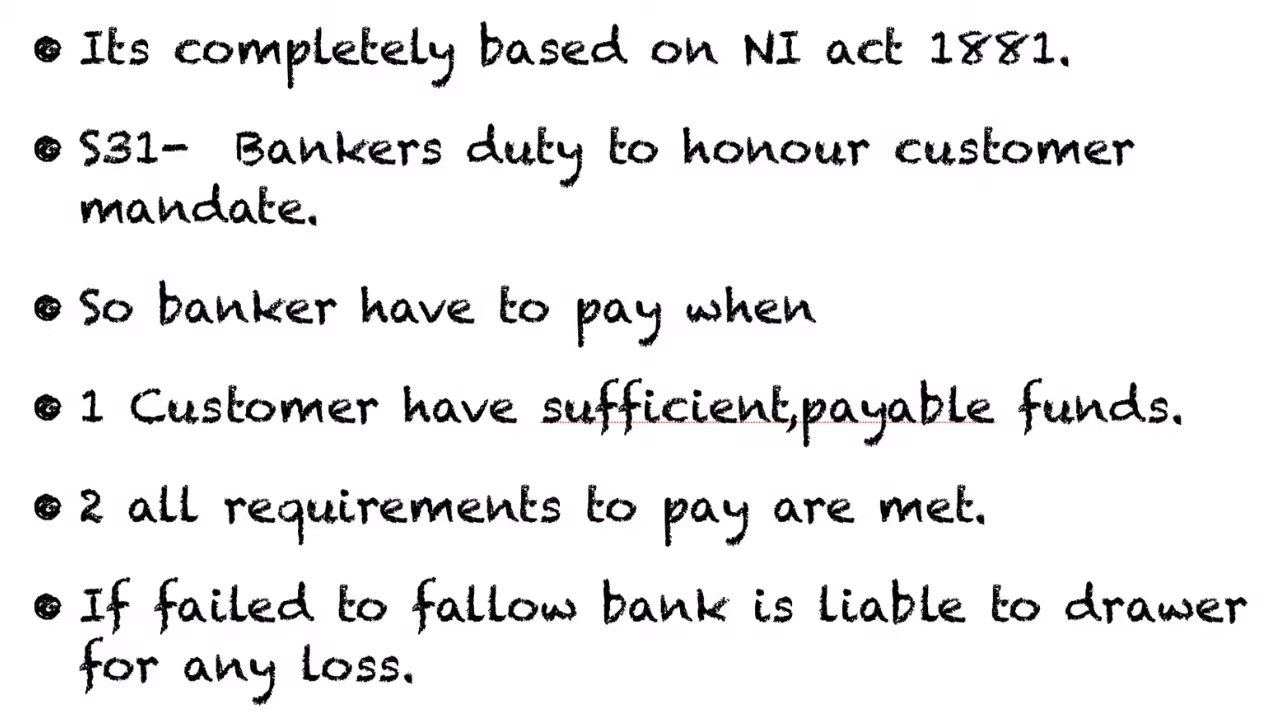 Its completely based on NI act 1881.
S31- Bankers duty to honour customer
mandate.
So banker have to pay when
1 Customer have sufficient,payable funds.
2 all requirements to pay are met.
If failed to fallow bank is liable to drawer
for any loss.